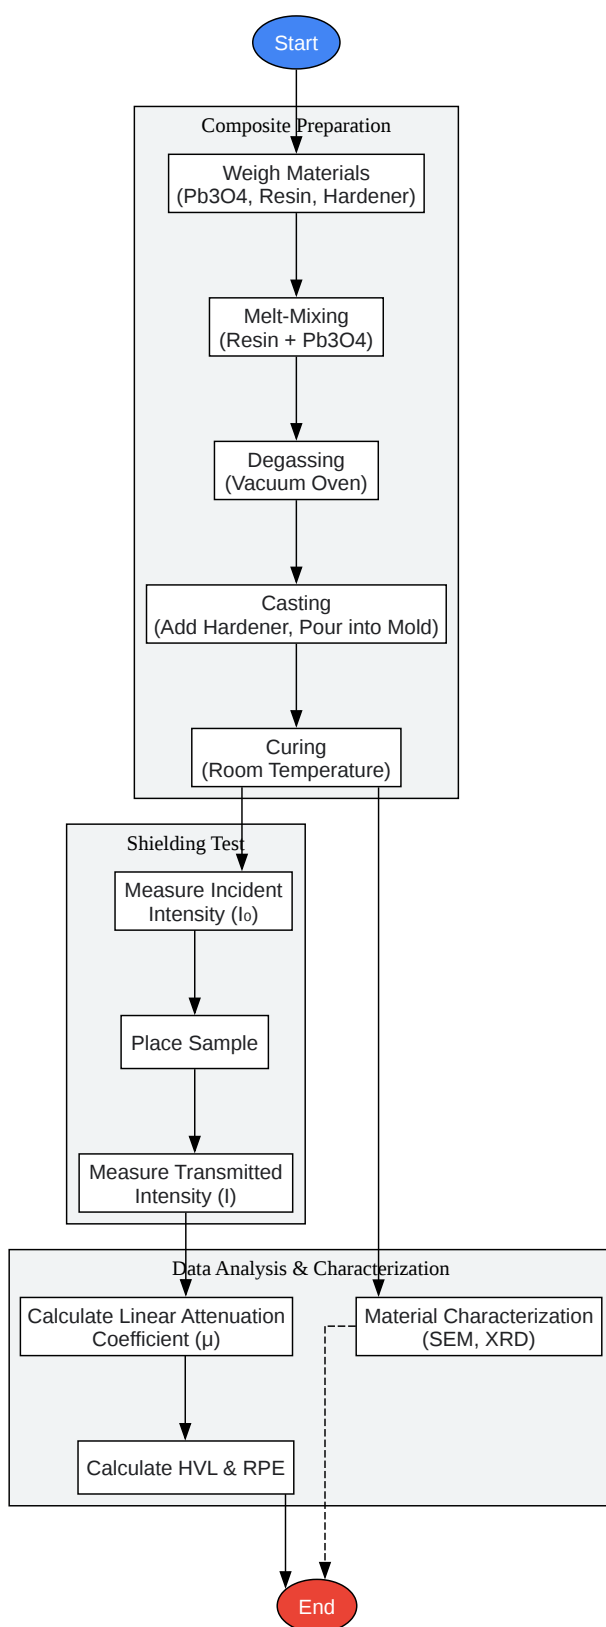 Start
Composite Preparation
Weigh Materials
(Pb3O4, Resin, Hardener)
Melt-Mixing
(Resin + Pb3O4)
Degassing
(Vacuum Oven)
Casting
(Add Hardener, Pour into Mold)
Curing
(Room Temperature)
Shielding Test
Measure Incident
Intensity (I₀)
Place Sample
Measure Transmitted
Intensity (I)
Data Analysis & Characterization
Calculate Linear Attenuation
Coefficient (μ)
Material Characterization
(SEM, XRD)
Calculate HVL & RPE
End